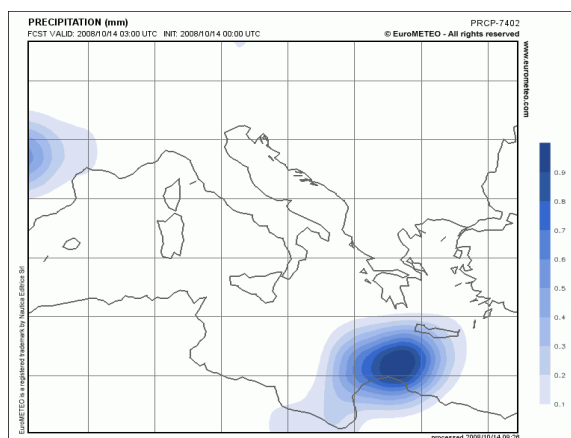 PRECIPITATION (mm)
PRCP-7402
FCST VALID: 2008/10/14 03:00 UTC INIT: 2008/10/14 00:00 UTC
© EuroMETEO - All rights reserved
www.eurometeo.com
EuroMETEO is a registered trademark by Nautica Editrice Srl
0.9
0.8
0.7
0.6
0.5
0.4
0.3
0.2
0.1
processed 2008/10/14 09:26